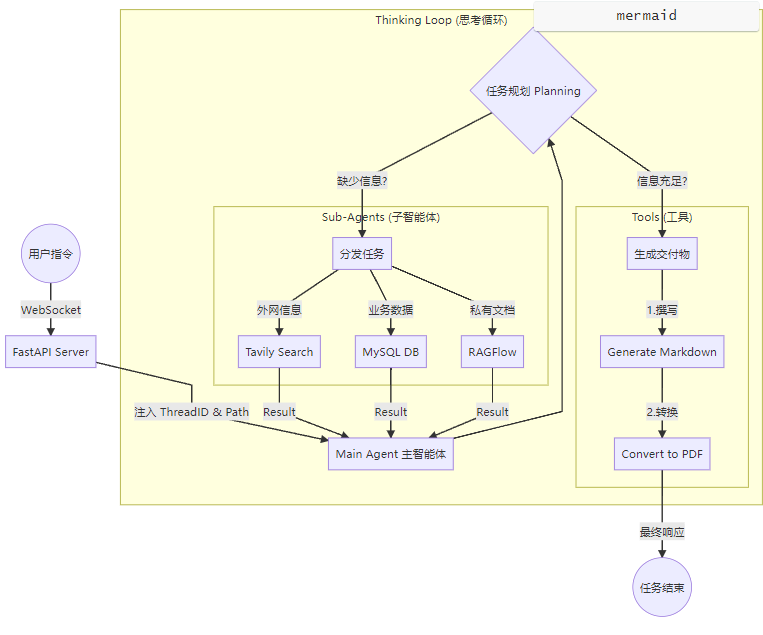 Thinking Loop (思考循环)
mermaid
任务规划 Planning
缺少信息?
信息充足?
Sub-Agents (子智能体)
Tools (工具)
用户指令
分发任务
生成交付物
WebSocket
外网信息
业务数据
私有文档
1.撰写
FastAPI Server
Tavily Search
MySQL DB
RAGFlow
Generate Markdown
注入 ThreadID & Path
Result
Result
Result
2.转换
Main Agent 主智能体
Convert to PDF
最终响应
任务结束